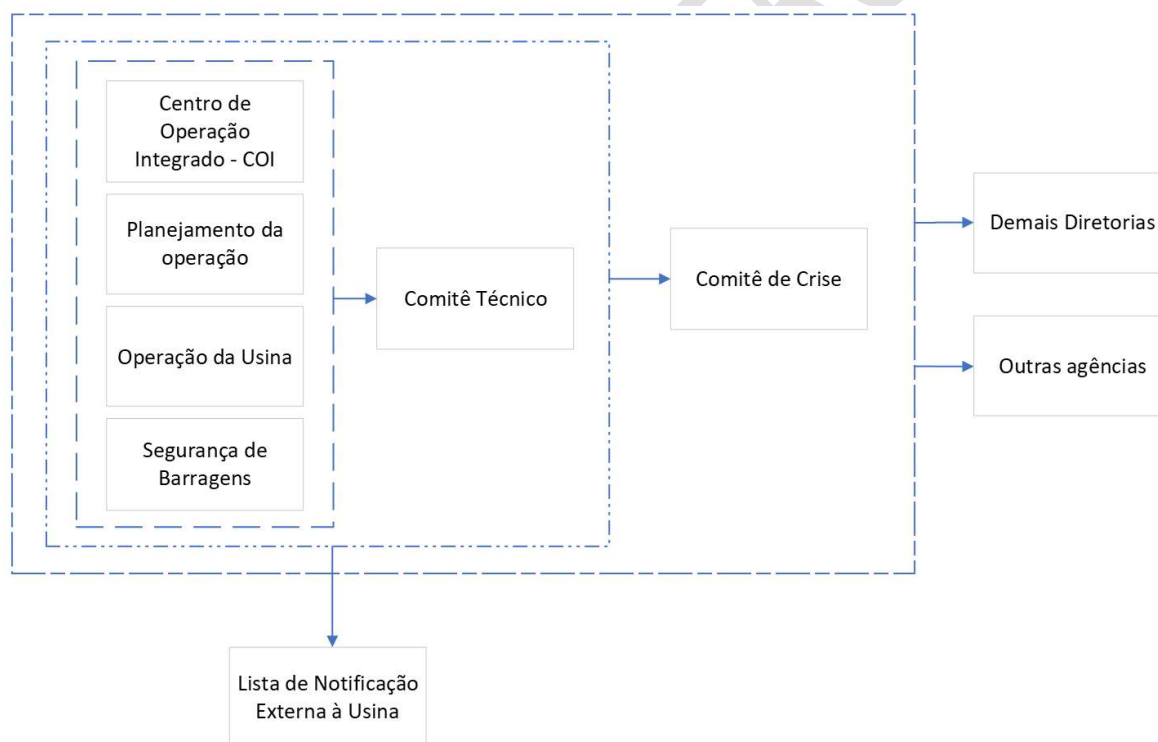 Centro de
Operação
Integrado - COI
Planejamento da
operação
Operação da Usina
Segurança de
Barragens
Comitê Técnico
Comitê de Crise
Demais Diretorias
Outras agências
Lista de Notificação
Externa à Usina